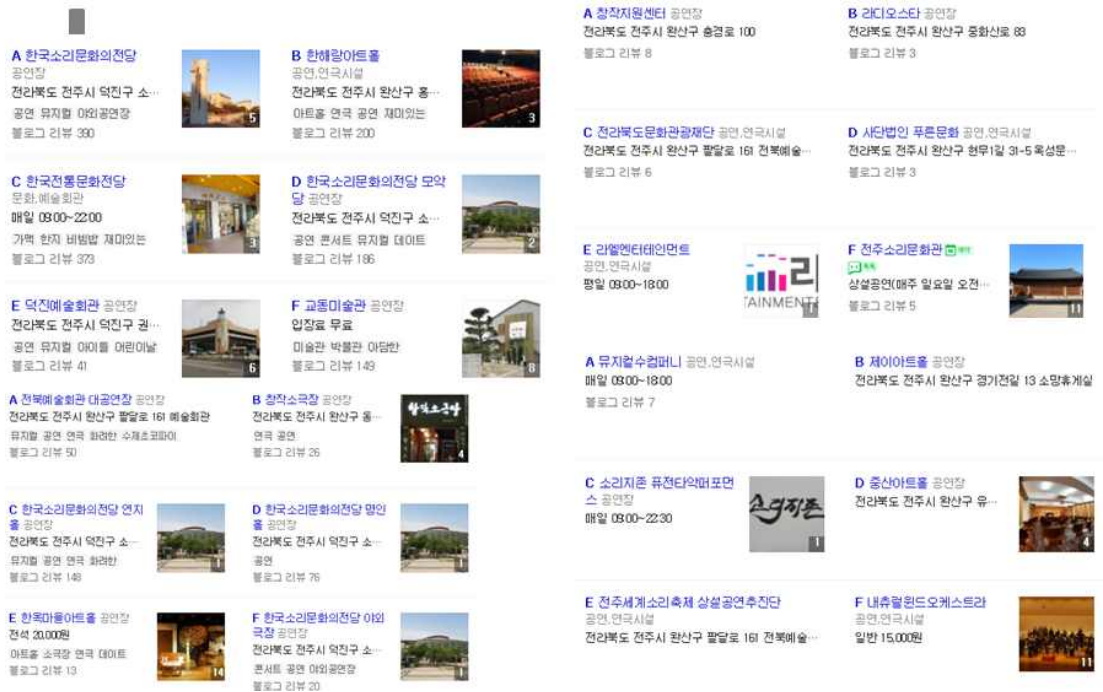 A 한국소리문화의전당
공연장
전라북도 전주시 덕진구 소…
공연 뮤지컬 야외공연장
블로그 리뷰 390
5
B 한해랑아트홀
공연,연극시설
전라북도 전주시 완산구 홍…
아트홀 연극 공연 재미있는
블로그 리뷰 200
3
C 한국전통문화전당
문화,예술회관
매일 09:00~22:00
가맥 한지 비빔밥 재미있는
블로그 리뷰 373
3
D 한국소리문화의전당 모악
당 공연장
전라북도 전주시 덕진구 소…
공연 콘서트 뮤지컬 데이트
블로그 리뷰 186
2
E 덕진예술회관 공연장
전라북도 전주시 덕진구 권…
공연 뮤지컬 아이들 어린이날
블로그 리뷰 41
6
F 교동미술관 공연장
입장료 무료
미술관 박물관 아담한
블로그 리뷰 149
8
A 전북예술회관 대공연장 공연장
전라북도 전주시 완산구 팔달로 161 예술회관
뮤지컬 공연 연극 화려한 수제초코파이
블로그 리뷰 50
B 창작소극장 공연장
전라북도 전주시 완산구 동…
연극 공연
블로그 리뷰 26
창작소극장
4
C 한국소리문화의전당 연지
홀 공연장
전라북도 전주시 덕진구 소…
뮤지컬 공연 연극 화려한
블로그 리뷰 148
1
D 한국소리문화의전당 명인
홀 공연장
전라북도 전주시 덕진구 소…
공연
블로그 리뷰 76
1
E 한옥마을아트홀 공연장
전석 20,000원
아트홀 소극장 연극 데이트
블로그 리뷰 13
14
F 한국소리문화의전당 야외
극장 공연장
전라북도 전주시 덕진구 소…
콘서트 공연 야외공연장
블로그 리뷰 20
1
A 창작지원센터 공연장
전라북도 전주시 완산구 충경로 100
블로그 리뷰 8
B 라디오스타 공연장
전라북도 전주시 완산구 중화산로 83
블로그 리뷰 3
C 전라북도문화관광재단 공연,연극시설
전라북도 전주시 완산구 팔달로 161 전북예술…
블로그 리뷰 6
D 사단법인 푸른문화 공연,연극시설
전라북도 전주시 완산구 현무1길 31-5 옥성문…
블로그 리뷰 3
E 라엘엔터테인먼트
공연,연극시설
평일 09:00~18:00
TAINMENT
1
F 전주소리문화관 예약
톡톡
상설공연(매주 일요일 오전…
블로그 리뷰 5
11
A 뮤지컬수컴퍼니 공연,연극시설
매일 09:00~18:00
블로그 리뷰 7
B 제이아트홀 공연장
전라북도 전주시 완산구 경기전길 13 소망휴게실
C 소리지존 퓨전타악퍼포먼
스 공연장
매일 09:00~22:30
소리지존
1
D 중산아트홀 공연장
전라북도 전주시 완산구 유…
4
E 전주세계소리축제 상설공연추진단
공연,연극시설
전라북도 전주시 완산구 팔달로 161 전북예술…
F 내츄럴윈드오케스트라
공연,연극시설
일반 15,000원
11